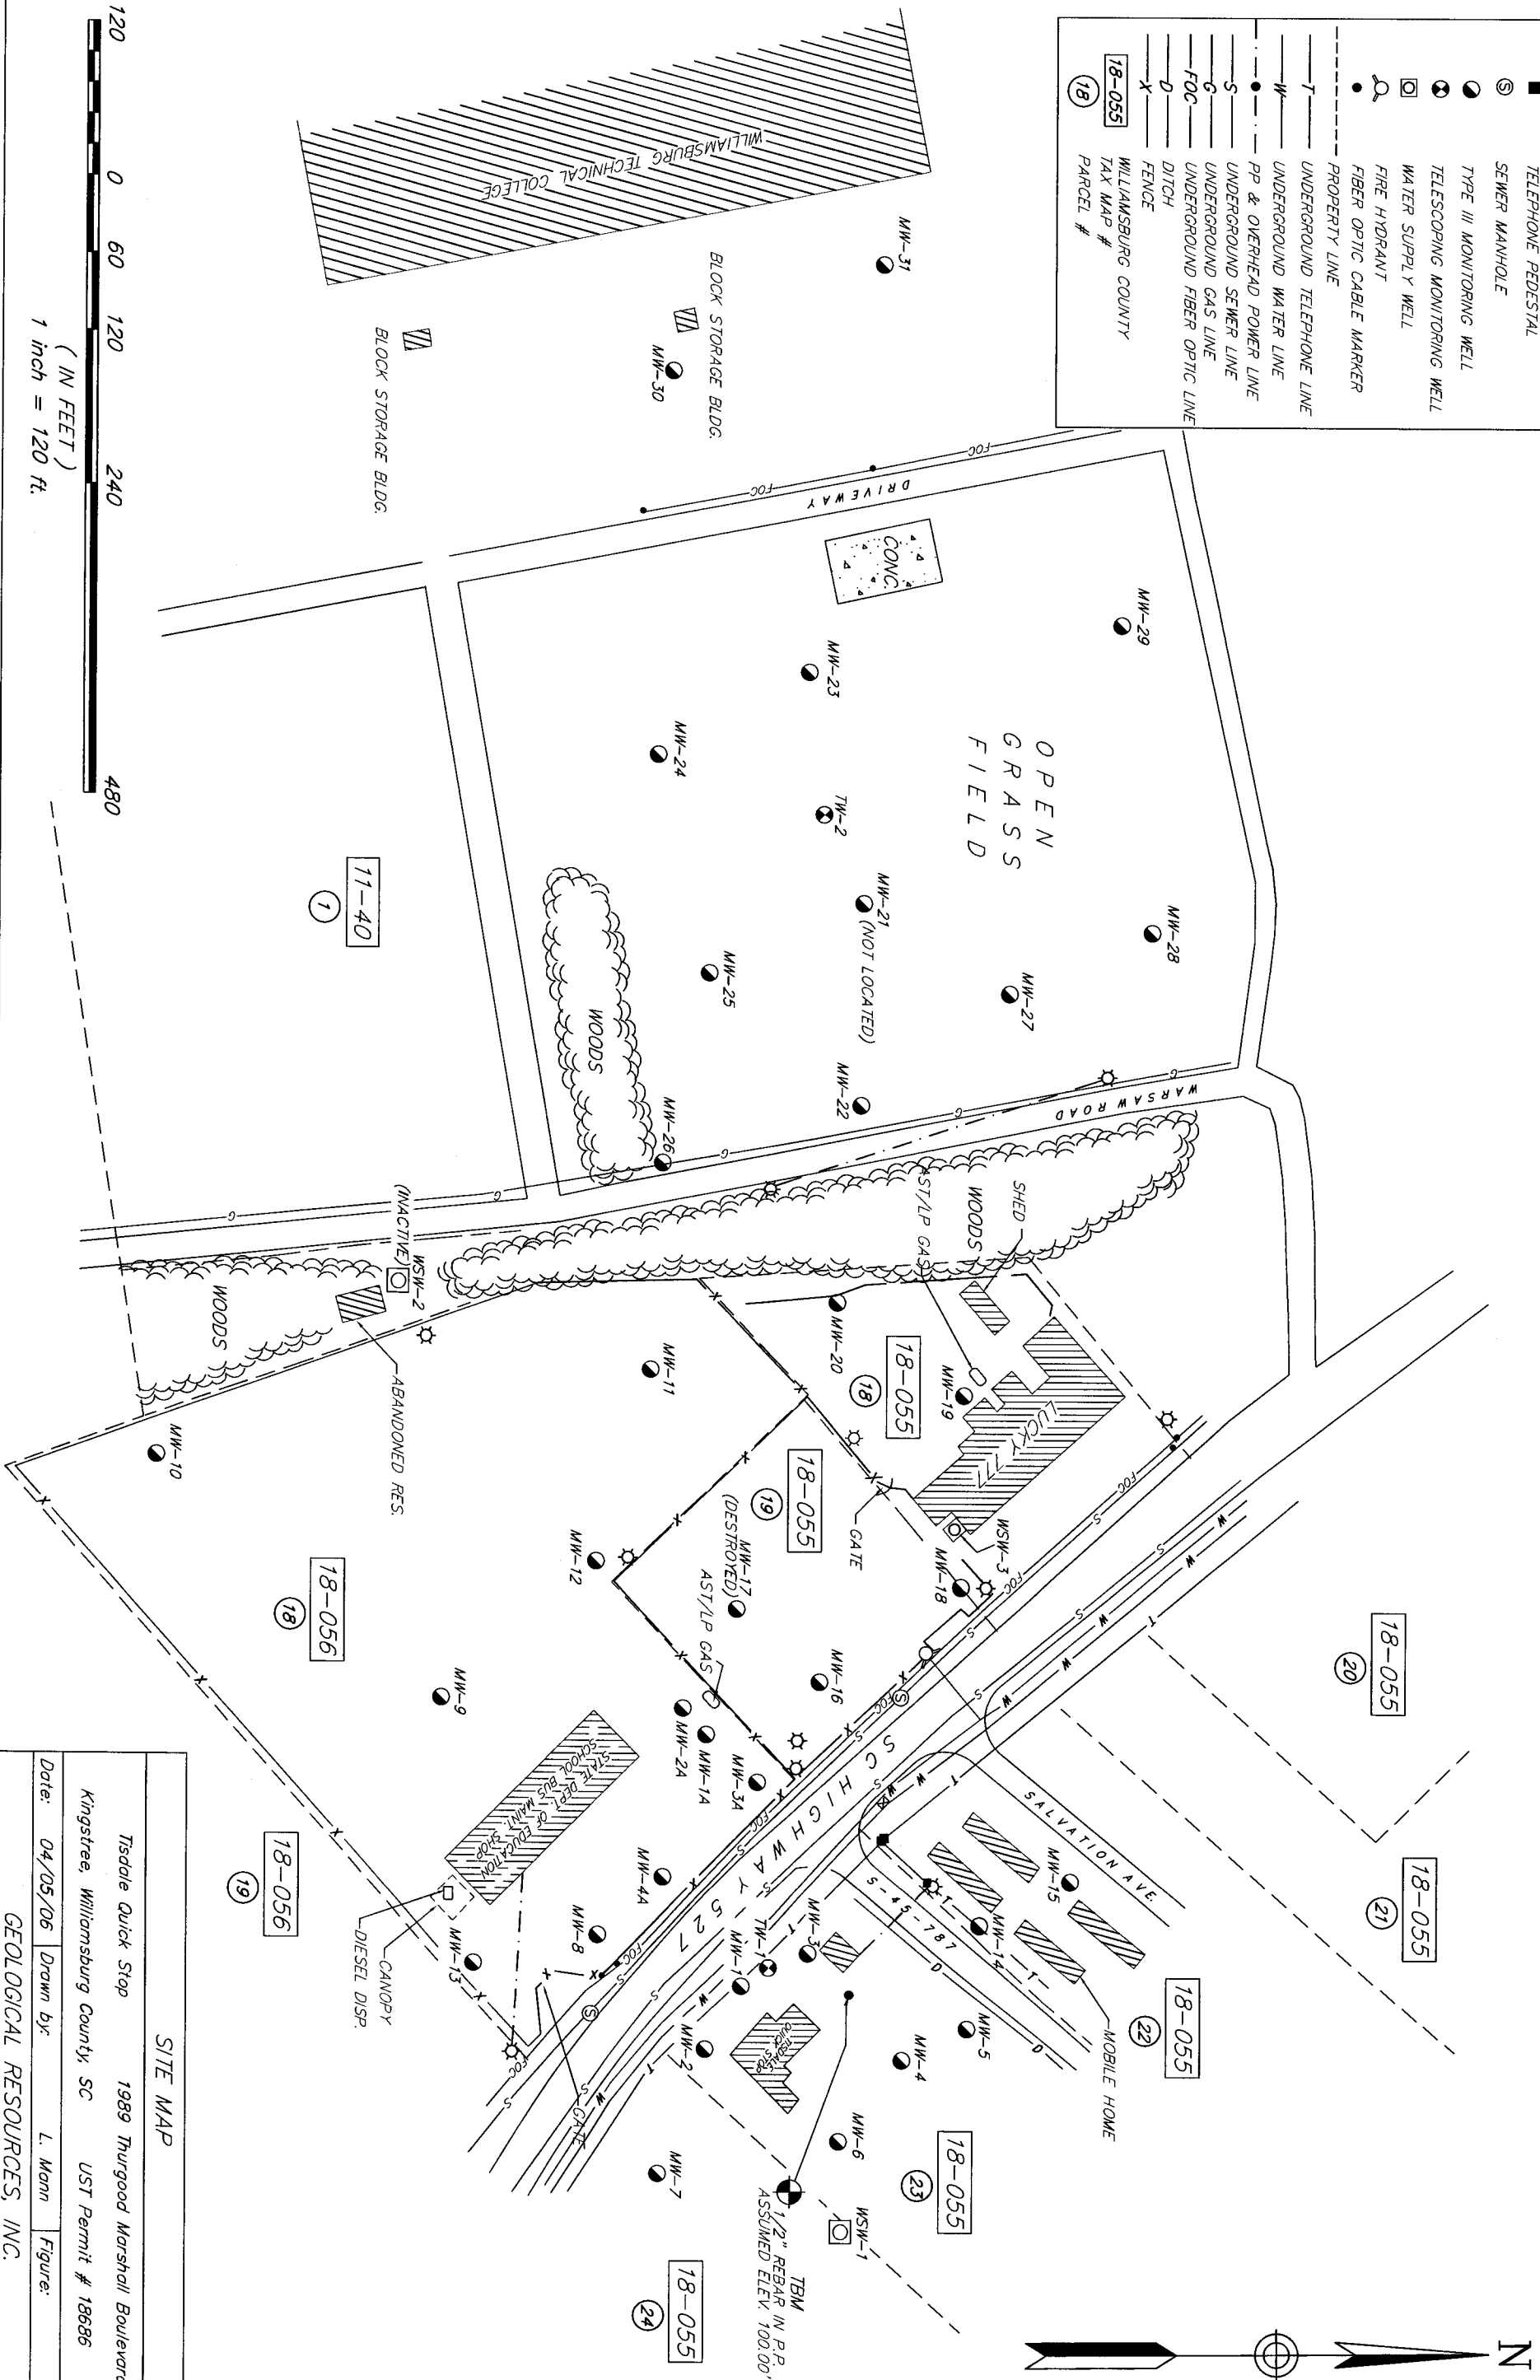 TELEPHONE PEDESTAL
SEWER MANHOLE
TYPE III MONITORING WELL
TELESCOPING MONITORING WELL
WATER SUPPLY WELL
FIRE HYDRANT
FIBER OPTIC CABLE MARKER
PROPERTY LINE
T UNDERGROUND TELEPHONE LINE
W UNDERGROUND WATER LINE
PP & OVERHEAD POWER LINE
S UNDERGROUND SEWER LINE
G UNDERGROUND GAS LINE
FOC UNDERGROUND FIBER OPTIC LINE
D DITCH
X FENCE
18-055 WILLIAMSBURG COUNTY
TAX MAP #
18 PARCEL #
N
WILLIAMSBURG TECHNICAL COLLEGE
MW-31
BLOCK STORAGE BLDG.
MW-30
BLOCK STORAGE BLDG.
FOC
FOC
DRIVEWAY
CONC.
MW-29
MW-23
MW-24
TW-2
OPEN
GRASS
FIELD
MW-21
(NOT LOCATED)
MW-28
MW-27
MW-25
MW-22
MW-26
WOODS
WARSAW ROAD
G
G
G
G
G
11-40
1
WOODS
SHED
AST/LP GAS
WSW-2
(INACTIVE)
WOODS
ABANDONED RES.
MW-10
MW-11
MW-20
18-055
18
MW-19
LUCKY 777
WSW-3
GATE
MW-18
18-055
19
MW-17
(DESTROYED)
AST/LP GAS
MW-12
MW-16
18-056
18
MW-9
MW-2A
MW-1A
MW-3A
MW-4A
STATE DEPT. OF EDUCATION
SCHOOL BUS MAINT. SHOP
MW-8
MW-13
CANOPY
DIESEL DISP.
18-056
19
SC HIGHWAY 527
GATE
18-055
20
18-055
21
SALVATION AVE.
MW-15
S-45-787
MW-14
MOBILE HOME
18-055
22
MW-3
TW-1
MW-1
MW-2
TISDALE
QUICK STOP
MW-5
MW-4
MW-6
MW-7
18-055
23
WSW-1
TBM
1/2" REBAR IN P.P.
ASSUMED ELEV. 100.00'
18-055
24
120 0 60 120 240 480
( IN FEET )
1 inch = 120 ft.
SITE MAP
Tisdale Quick Stop 1989 Thurgood Marshall Boulevard
Kingstree, Williamsburg County, SC UST Permit # 18686
Date: 04/05/06 Drawn by: L. Mann Figure:
GEOLOGICAL RESOURCES, INC.